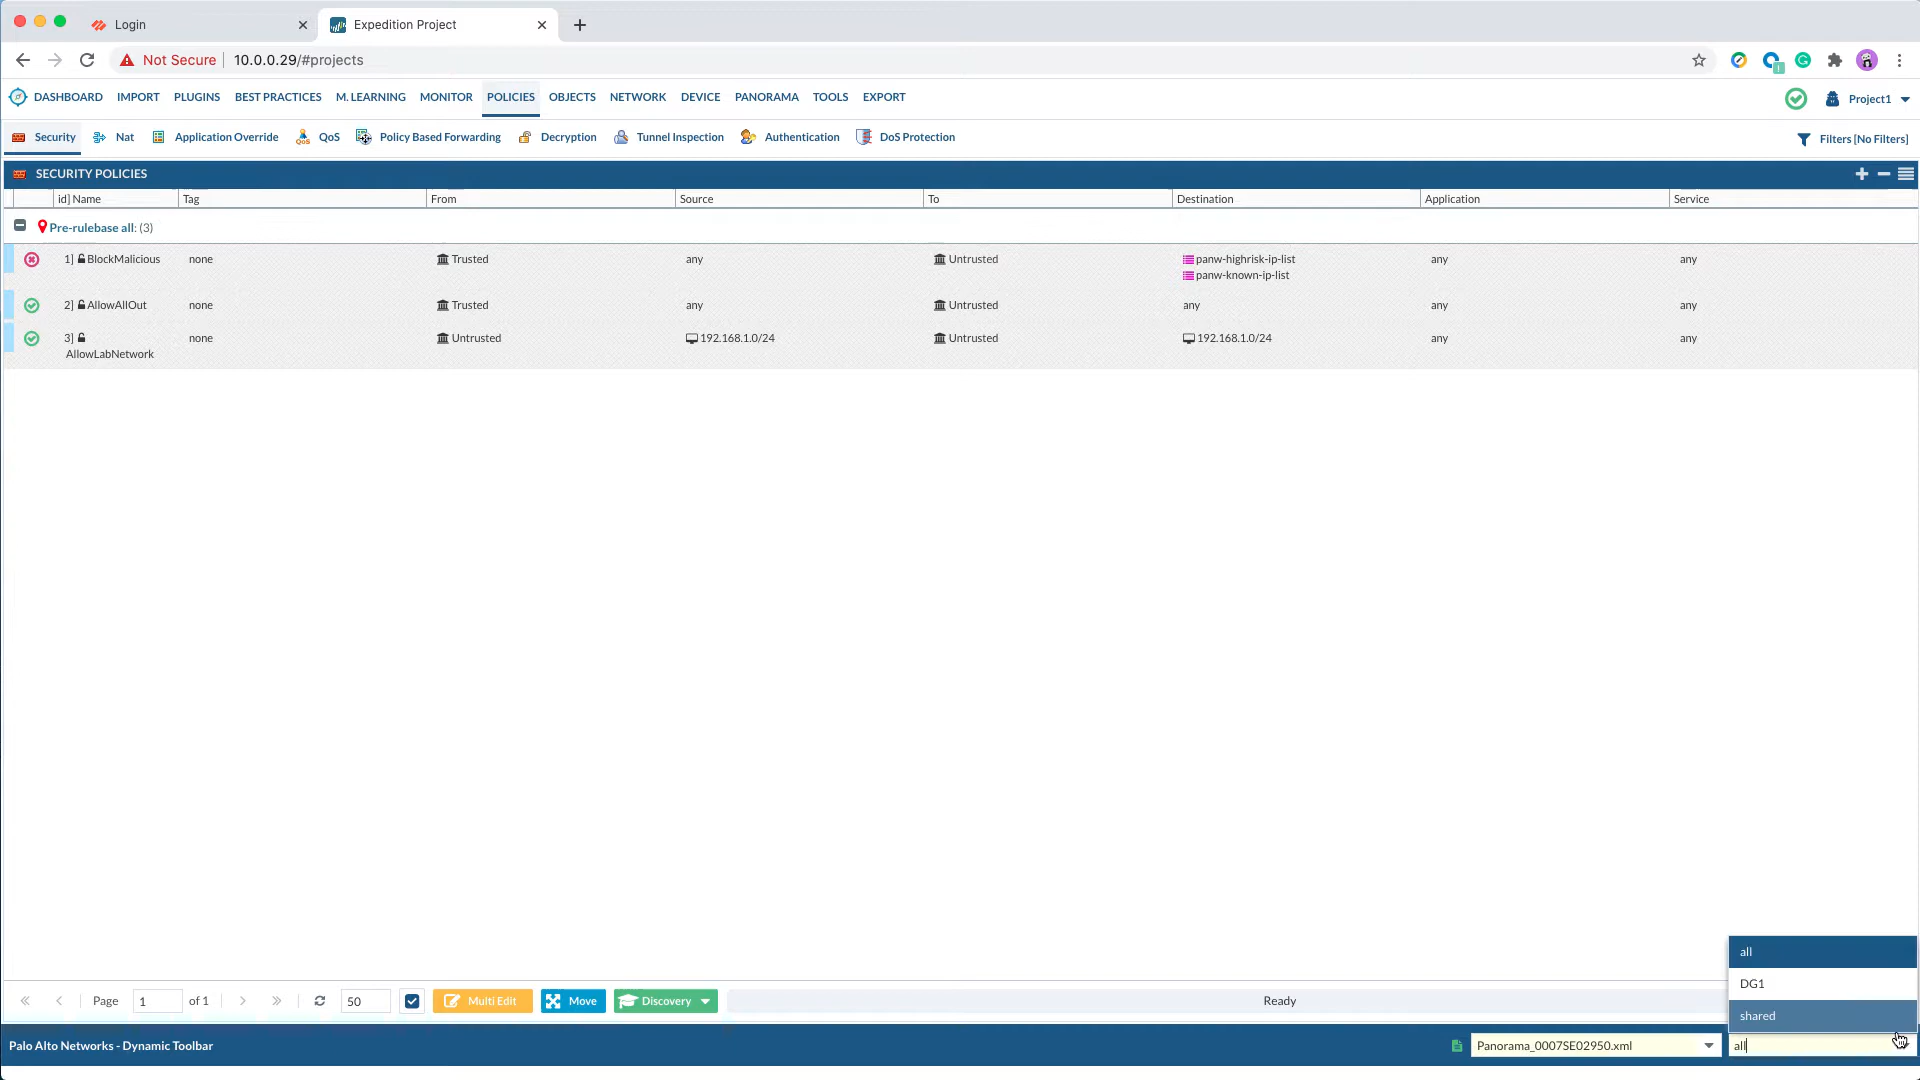 Login
Expedition Project
Not Secure 10.0.0.29/#projects
DASHBOARD IMPORT PLUGINS BEST PRACTICES M. LEARNING MONITOR POLICIES OBJECTS NETWORK DEVICE PANORAMA TOOLS EXPORT Project1
Security Nat Application Override QoS Policy Based Forwarding Decryption Tunnel Inspection Authentication DoS Protection Filters [No Filters]
SECURITY POLICIES
id] Name Tag From Source To Destination Application Service
Pre-rulebase all: (3)
1] BlockMalicious none Trusted any Untrusted panw-highrisk-ip-list any any
panw-known-ip-list
2] AllowAllOut none Trusted any Untrusted any any any
3] none Untrusted 192.168.1.0/24 Untrusted 192.168.1.0/24 any any
AllowLabNetwork
all
DG1
shared
Page 1 of 1 50 Multi Edit Move Discovery Ready
Palo Alto Networks - Dynamic Toolbar Panorama_0007SE02950.xml all